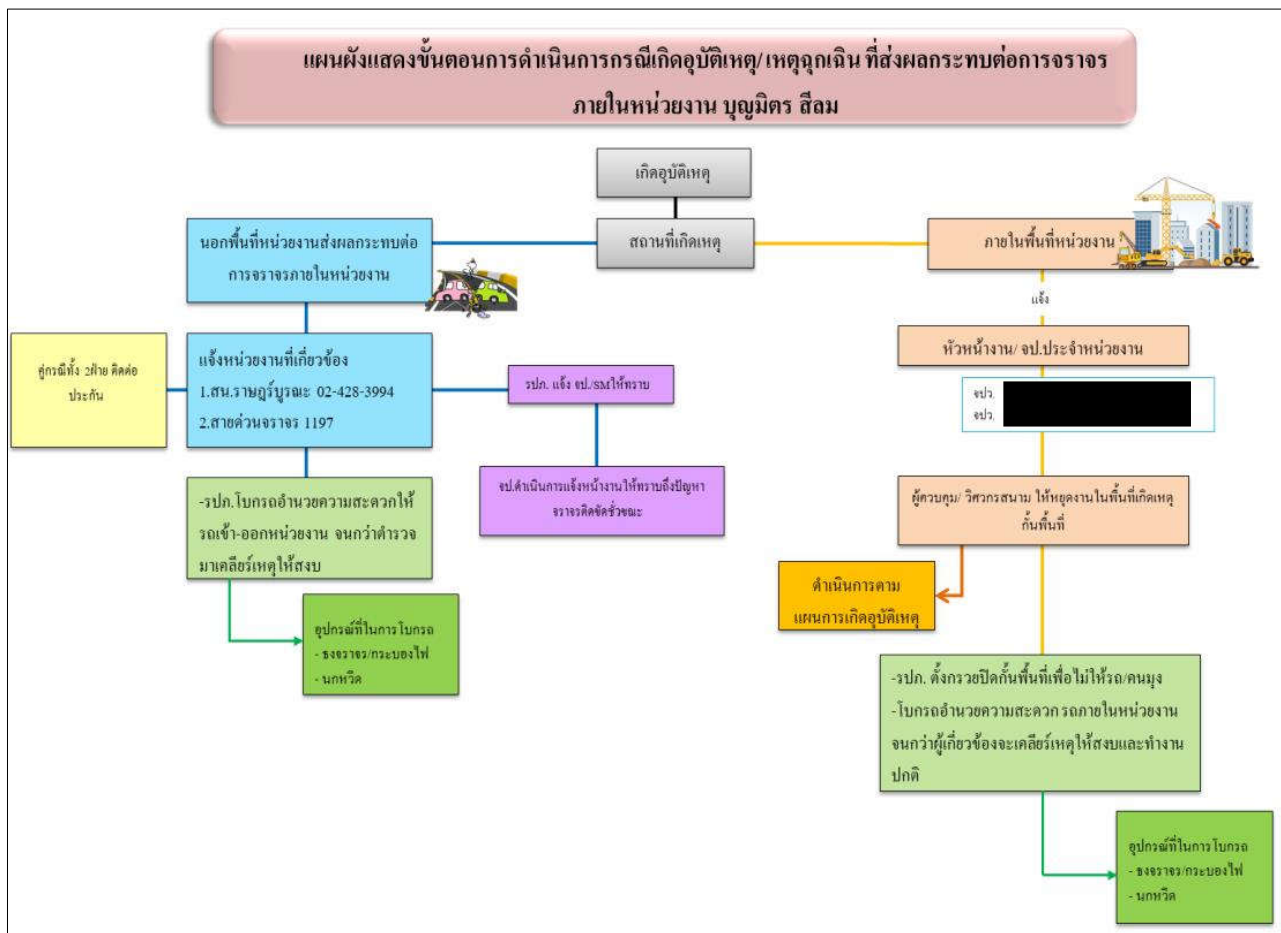 แผนผังแสดงขั้นตอนการดำเนินการกรณีเกิดอุบัติเหตุ/ เหตุฉุกเฉิน ที่ส่งผลกระทบต่อการจราจร
ภายในหน่วยงาน บุญมิตร สีลม
เกิดอุบัติเหตุ
สถานที่เกิดเหตุ
นอกพื้นที่หน่วยงานส่งผลกระทบต่อ
การจราจรภายในหน่วยงาน
ภายในพื้นที่หน่วยงาน
แจ้ง
คู่กรณีทั้ง 2ฝ่าย ติดต่อ
ประกัน
แจ้งหน่วยงานที่เกี่ยวข้อง
1.สน.ราษฎร์บูรณะ 02-428-3994
2.สายด่วนจราจร 1197
รปภ. แจ้ง จป./SMให้ทราบ
จป.ดำเนินการแจ้งหน้างานให้ทราบถึงปัญหา
จราจรติดขัดชั่วขณะ
หัวหน้างาน/ จป.ประจำหน่วยงาน
จปว.
จปว.
-รปภ.โบกรถอำนวยความสะดวกให้
รถเข้า-ออกหน่วยงาน จนกว่าตำรวจ
มาเคลียร์เหตุให้สงบ
ผู้ควบคุม/ วิศวกรสนาม ให้หยุดงานในพื้นที่เกิดเหตุ
กั้นพื้นที่
ดำเนินการตาม
แผนการเกิดอุบัติเหตุ
อุปกรณ์ที่ในการโบกรถ
- ธงจราจร/กระบองไฟ
- นกหวีด
-รปภ. ตั้งกรวยปิดกั้นพื้นที่เพื่อไม่ให้รถ/คนมุง
-โบกรถอำนวยความสะดวก รถภายในหน่วยงาน
จนกว่าผู้เกี่ยวข้องจะเคลียร์เหตุให้สงบและทำงาน
ปกติ
อุปกรณ์ที่ในการโบกรถ
- ธงจราจร/กระบองไฟ
- นกหวีด